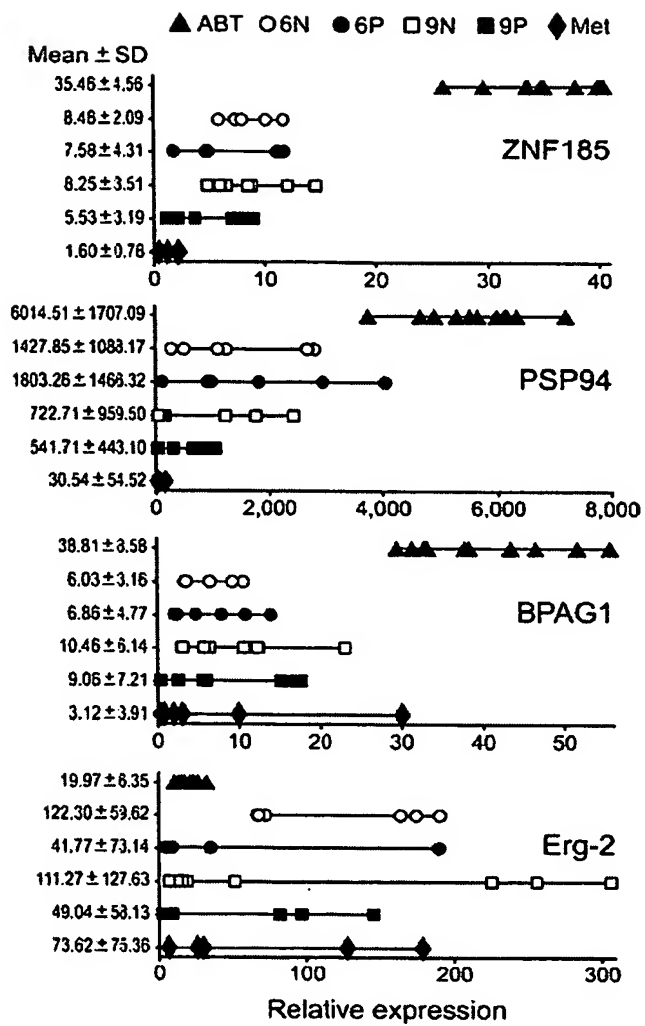 ▲ ABT ○ 6N ● 6P □ 9N ■ 9P ◆ Met
Mean ± SD
35.46±4.56
8.48±2.09
7.58±4.31
8.25±3.51
5.53±3.19
1.60±0.78
ZNF185
0 10 20 30 40
6014.51±1707.09
1427.85±1083.17
1803.26±1466.32
722.71±959.50
541.71±443.10
30.54±54.52
PSP94
0 2,000 4,000 6,000 8,000
38.81±8.58
6.03±3.16
6.86±4.77
10.46±6.14
9.06±7.21
3.12±3.91
BPAG1
0 10 20 30 40 50
19.97±6.35
122.30±59.62
41.77±73.14
111.27±127.63
49.04±58.13
73.62±75.36
Erg-2
0 100 200 300
Relative expression